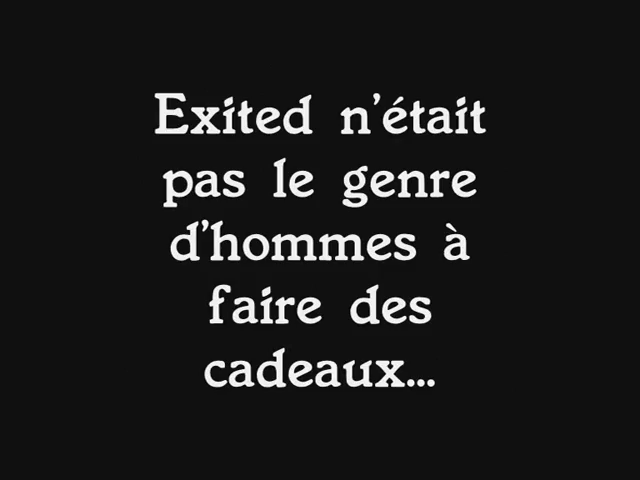 Exited n'était
pas le genre
d'hommes à
faire des
cadeaux...